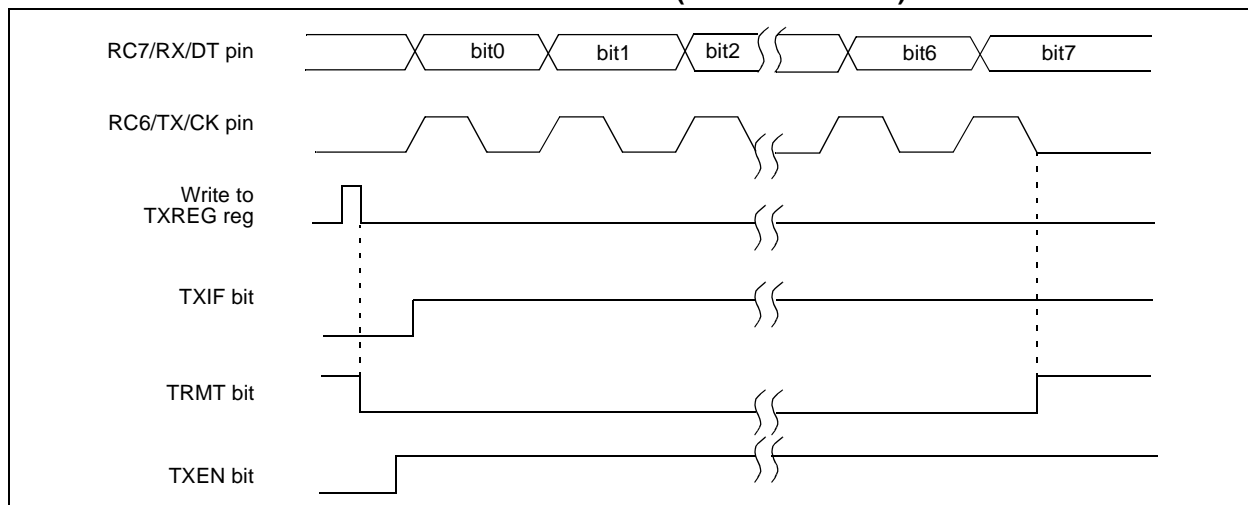 RC7/RX/DT pin
bit0
bit1
bit2
bit6
bit7
RC6/TX/CK pin
Write to
TXREG reg
TXIF bit
TRMT bit
TXEN bit